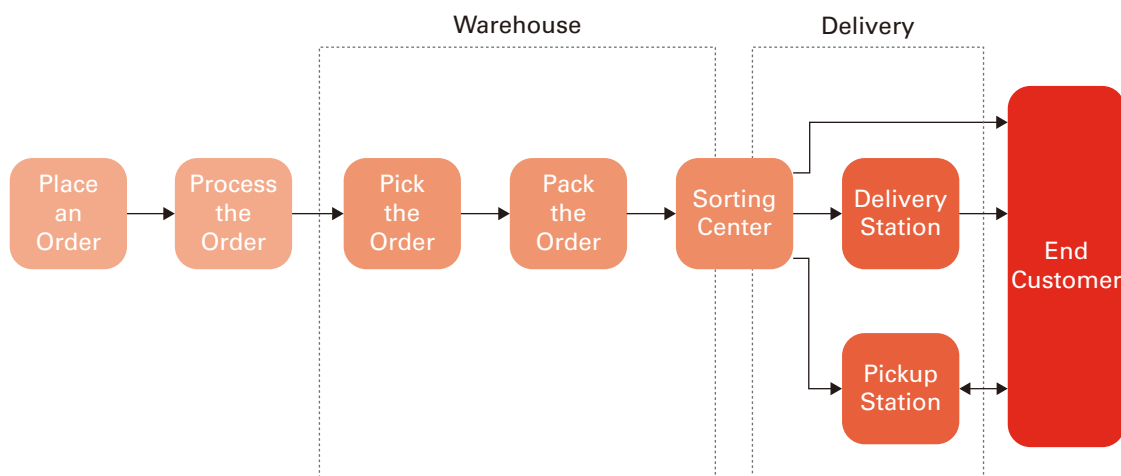 Warehouse
Delivery
Place
an
Order
Process
the
Order
Pick
the
Order
Pack
the
Order
Sorting
Center
Delivery
Station
Pickup
Station
End
Customer